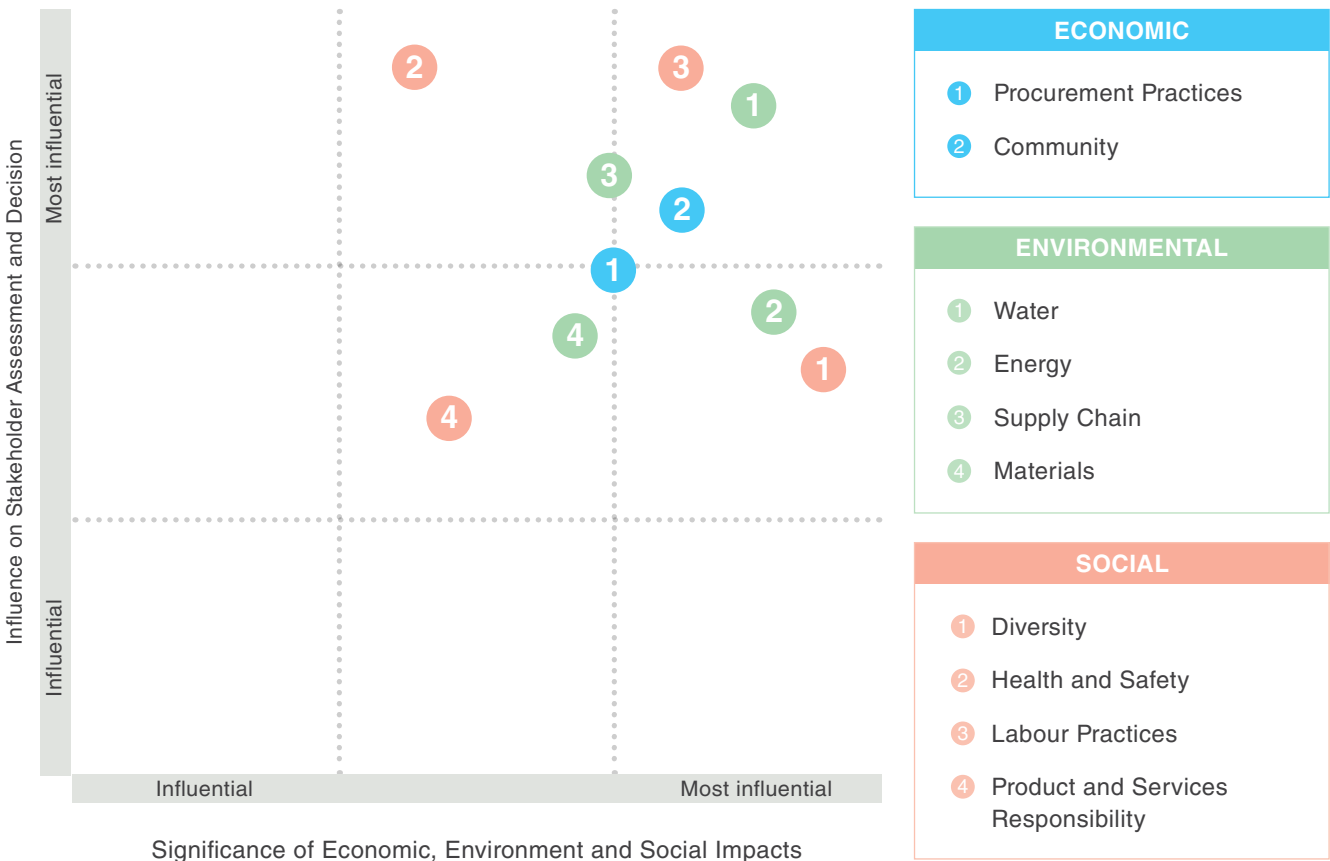 Influence on Stakeholder Assessment and Decision
Most influential
Influential
2
3
1
3
2
1
2
4
1
4
Influential
Most influential
Significance of Economic, Environment and Social Impacts
ECONOMIC
1 Procurement Practices
2 Community
ENVIRONMENTAL
1 Water
2 Energy
3 Supply Chain
4 Materials
SOCIAL
1 Diversity
2 Health and Safety
3 Labour Practices
4 Product and Services
Responsibility